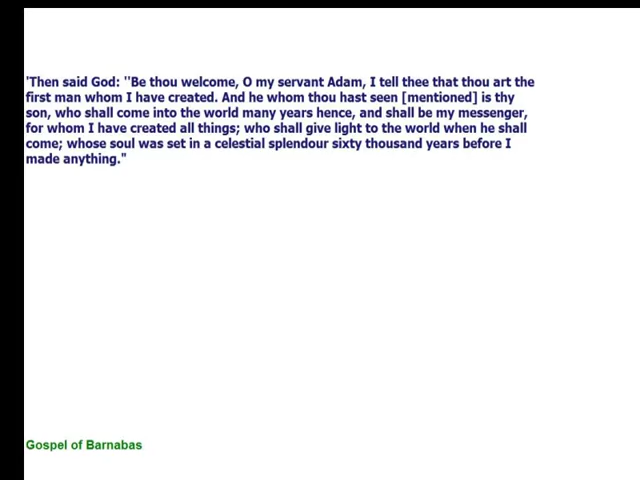 'Then said God: ''Be thou welcome, O my servant Adam, I tell thee that thou art the
first man whom I have created. And he whom thou hast seen [mentioned] is thy
son, who shall come into the world many years hence, and shall be my messenger,
for whom I have created all things; who shall give light to the world when he shall
come; whose soul was set in a celestial splendour sixty thousand years before I
made anything."
Gospel of Barnabas